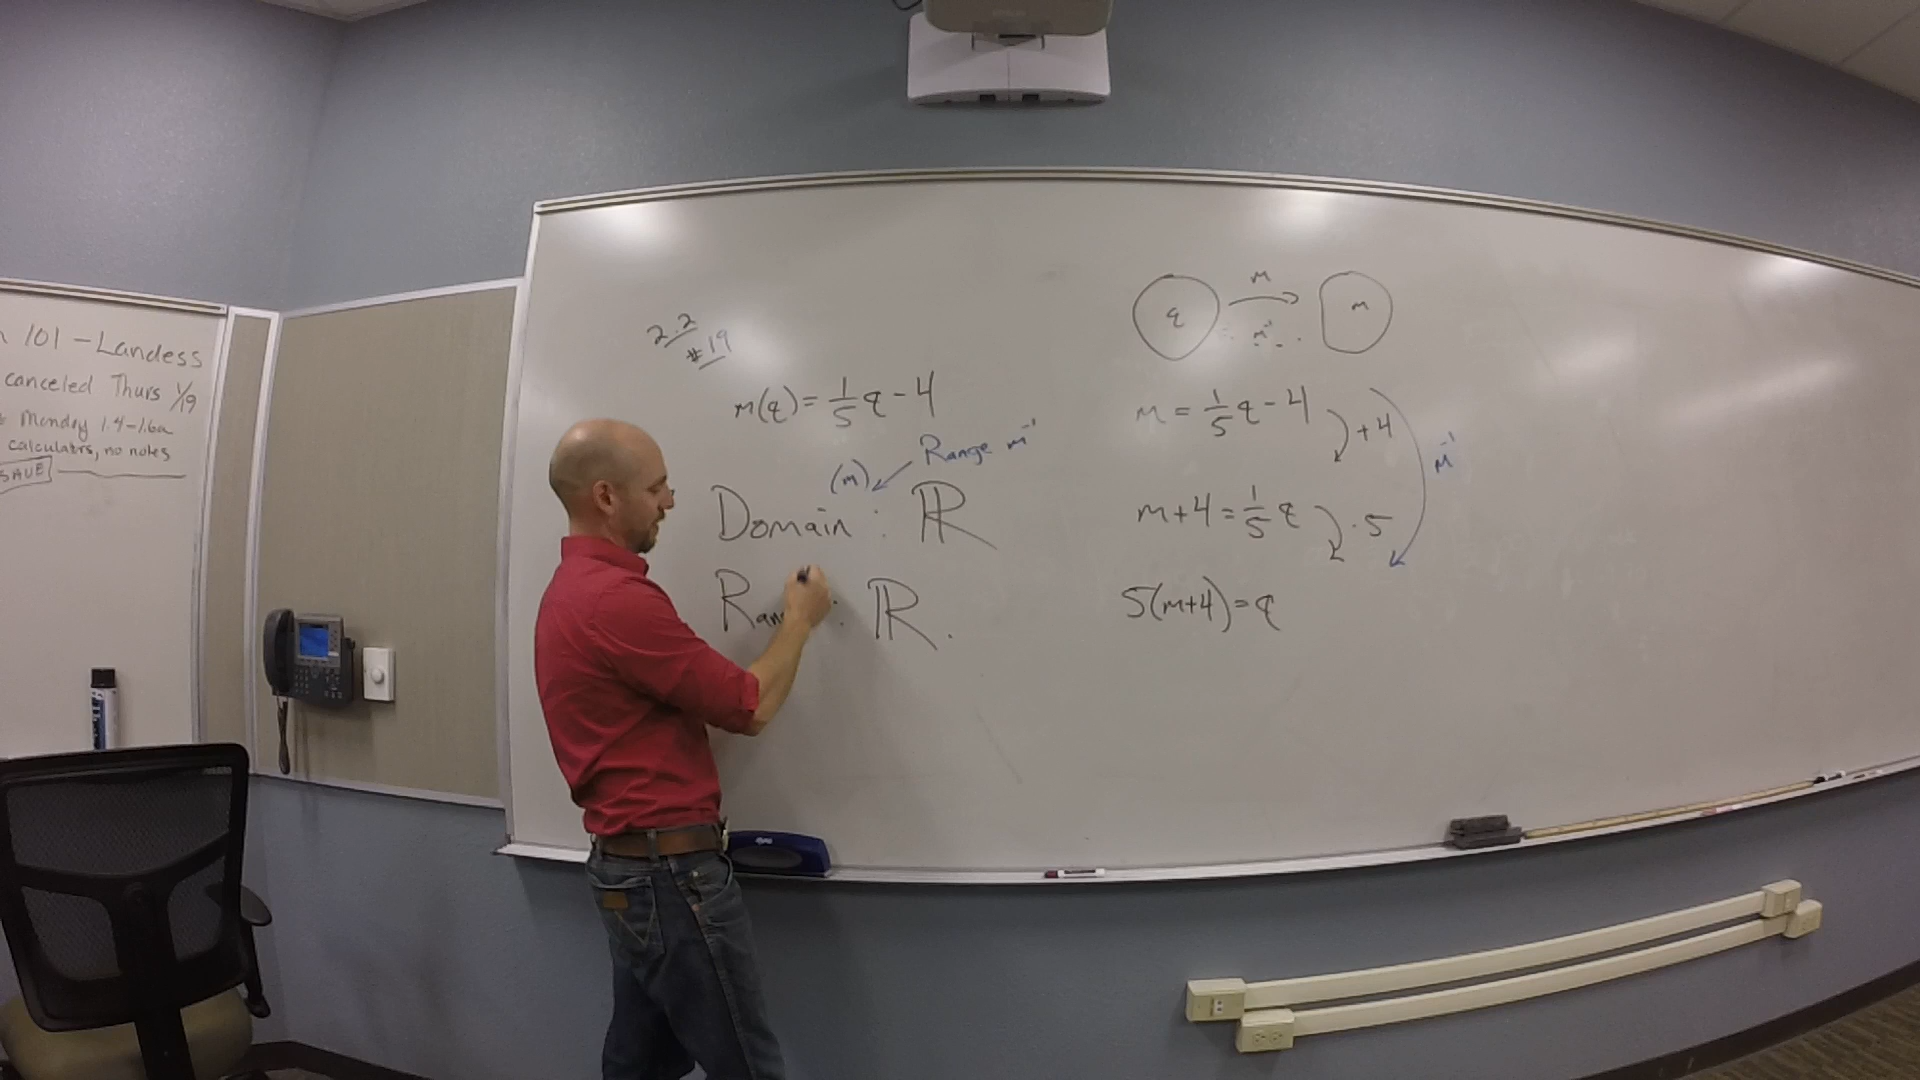 101 - Landess
canceled Thurs 1/19
Monday 1.4-1.6a
calculators, no notes
SAVE
2.2
#19
m(q) = 1/5 q - 4
Range m⁻¹
(m)
Domain : ℝ
Range : ℝ.
q m m
m⁻¹
m = 1/5 q - 4
+4
m⁻¹
m+4 = 1/5 q
· 5
5(m+4) = q